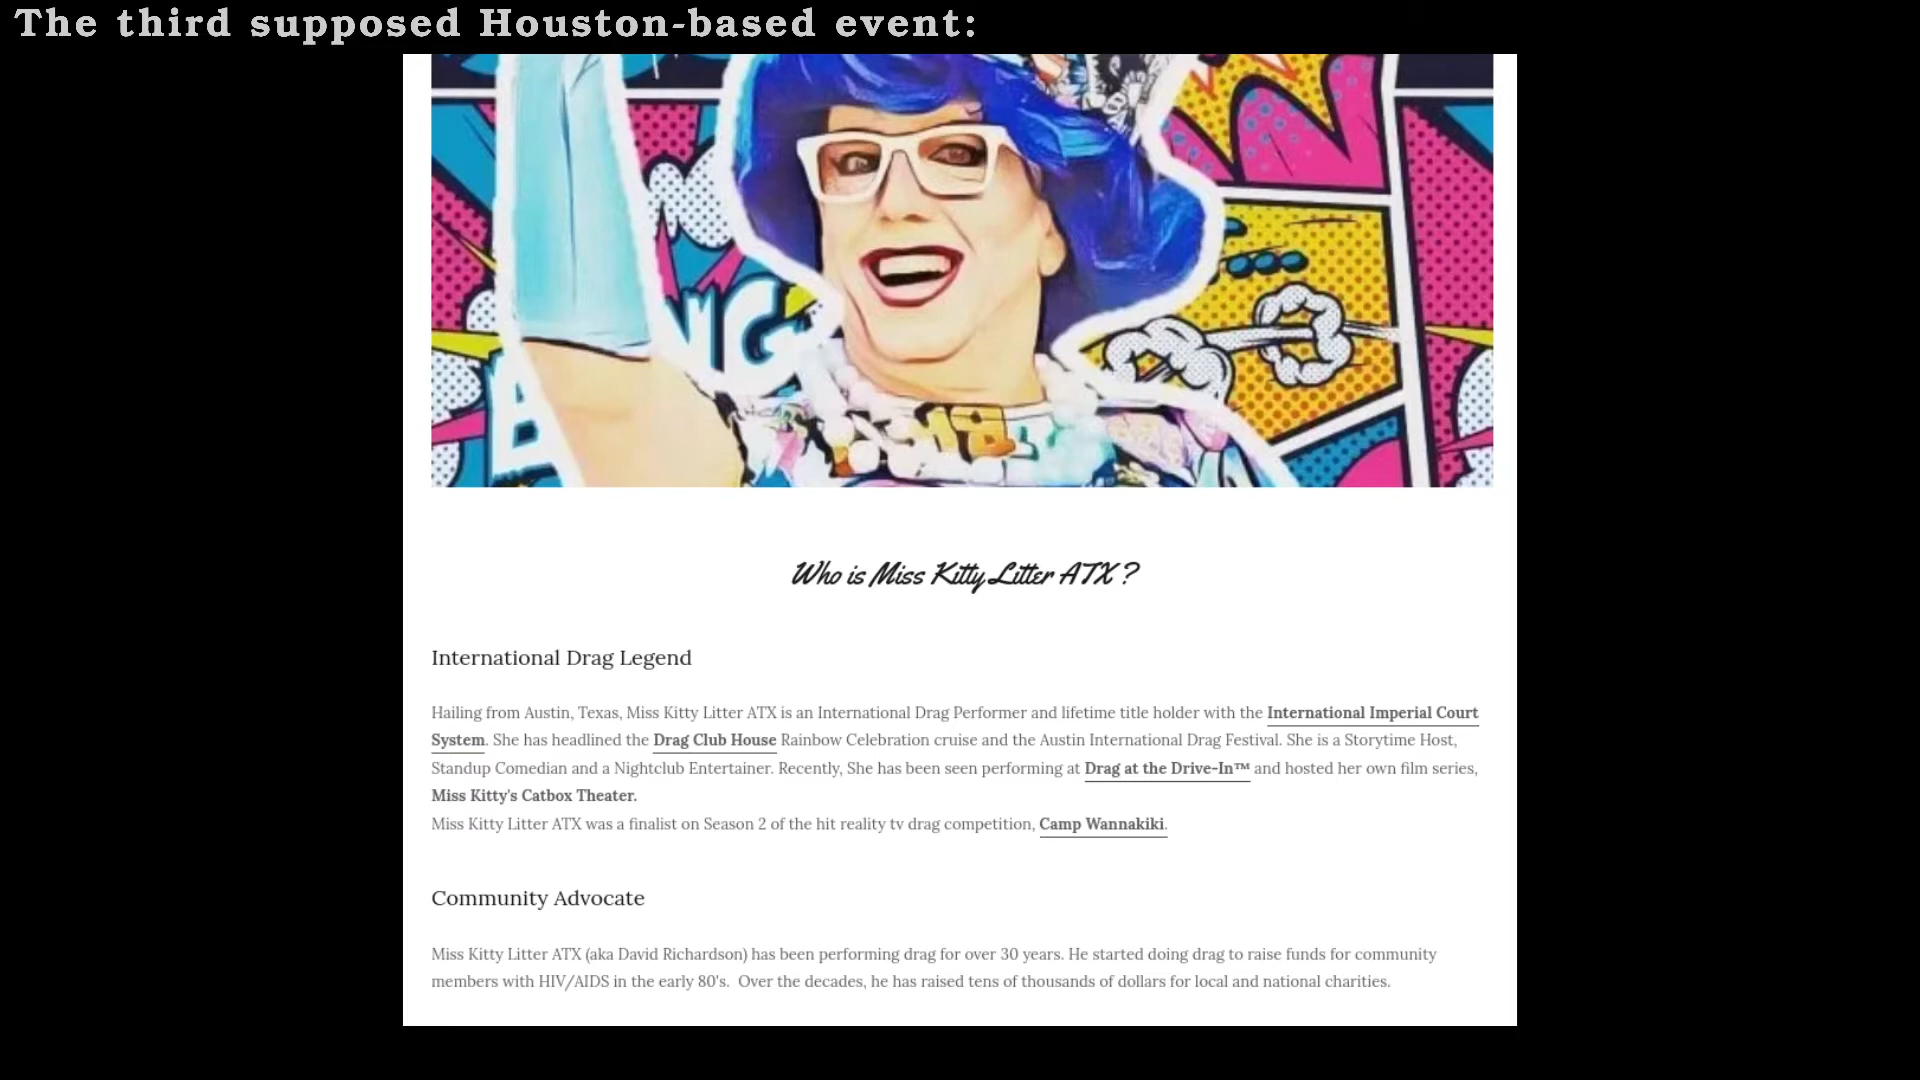 The third supposed Houston-based event:
NG
B
Who is Miss Kitty Litter ATX ?
International Drag Legend
Hailing from Austin, Texas, Miss Kitty Litter ATX is an International Drag Performer and lifetime title holder with the International Imperial Court
System. She has headlined the Drag Club House Rainbow Celebration cruise and the Austin International Drag Festival. She is a Storytime Host,
Standup Comedian and a Nightclub Entertainer. Recently, She has been seen performing at Drag at the Drive-In™ and hosted her own film series,
Miss Kitty's Catbox Theater.
Miss Kitty Litter ATX was a finalist on Season 2 of the hit reality tv drag competition, Camp Wannakiki.
Community Advocate
Miss Kitty Litter ATX (aka David Richardson) has been performing drag for over 30 years. He started doing drag to raise funds for community
members with HIV/AIDS in the early 80's.  Over the decades, he has raised tens of thousands of dollars for local and national charities.